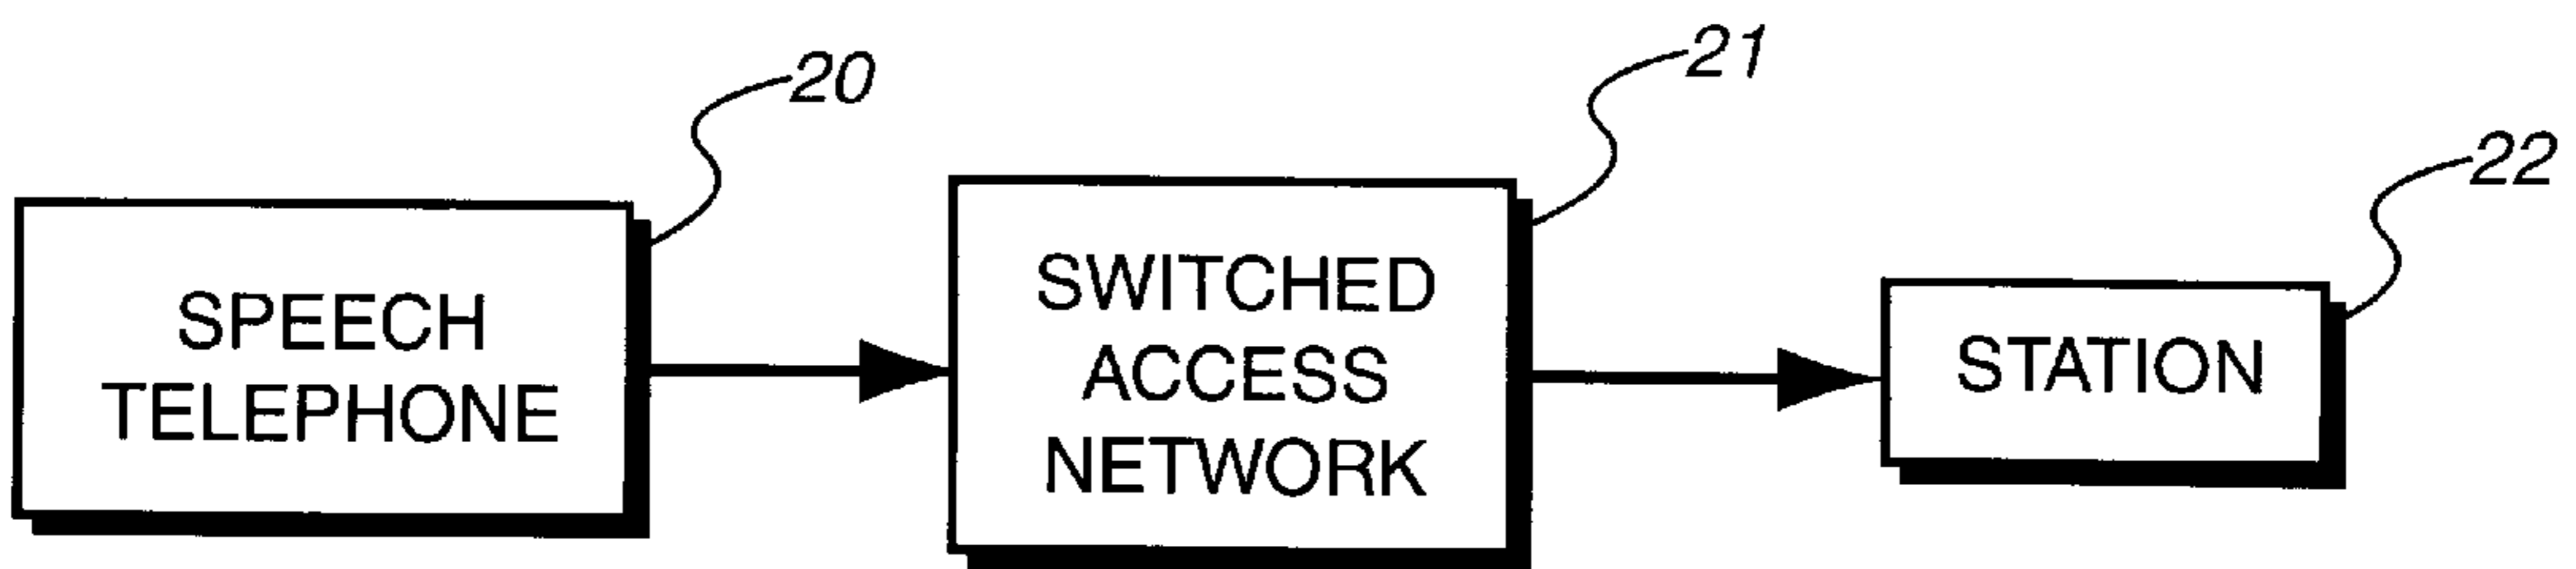 20
21
22
SPEECH
TELEPHONE
SWITCHED
ACCESS
NETWORK
STATION